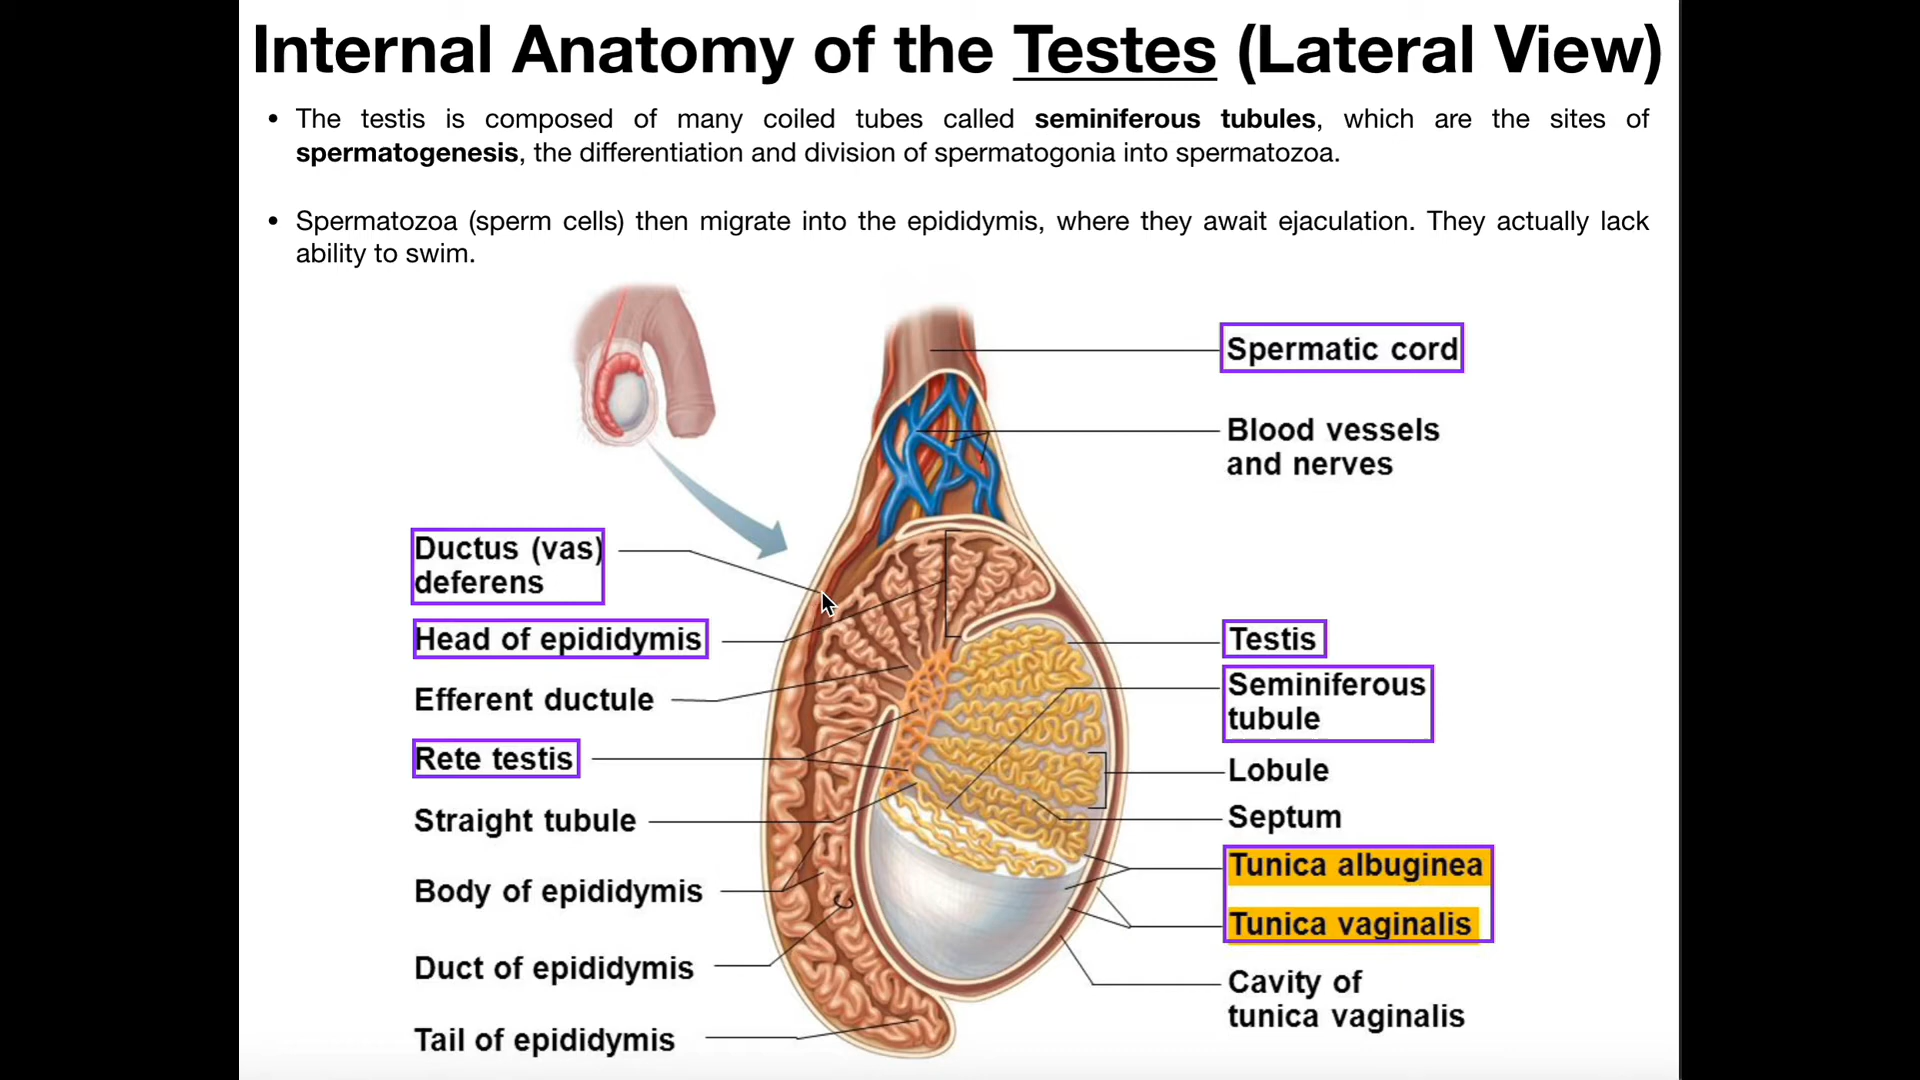 Internal Anatomy of the Testes (Lateral View)
• The testis is composed of many coiled tubes called seminiferous tubules, which are the sites of
spermatogenesis, the differentiation and division of spermatogonia into spermatozoa.
• Spermatozoa (sperm cells) then migrate into the epididymis, where they await ejaculation. They actually lack
ability to swim.
Ductus (vas)
deferens
Head of epididymis
Efferent ductule
Rete testis
Straight tubule
Body of epididymis
Duct of epididymis
Tail of epididymis
Spermatic cord
Blood vessels
and nerves
Testis
Seminiferous
tubule
Lobule
Septum
Tunica albuginea
Tunica vaginalis
Cavity of
tunica vaginalis